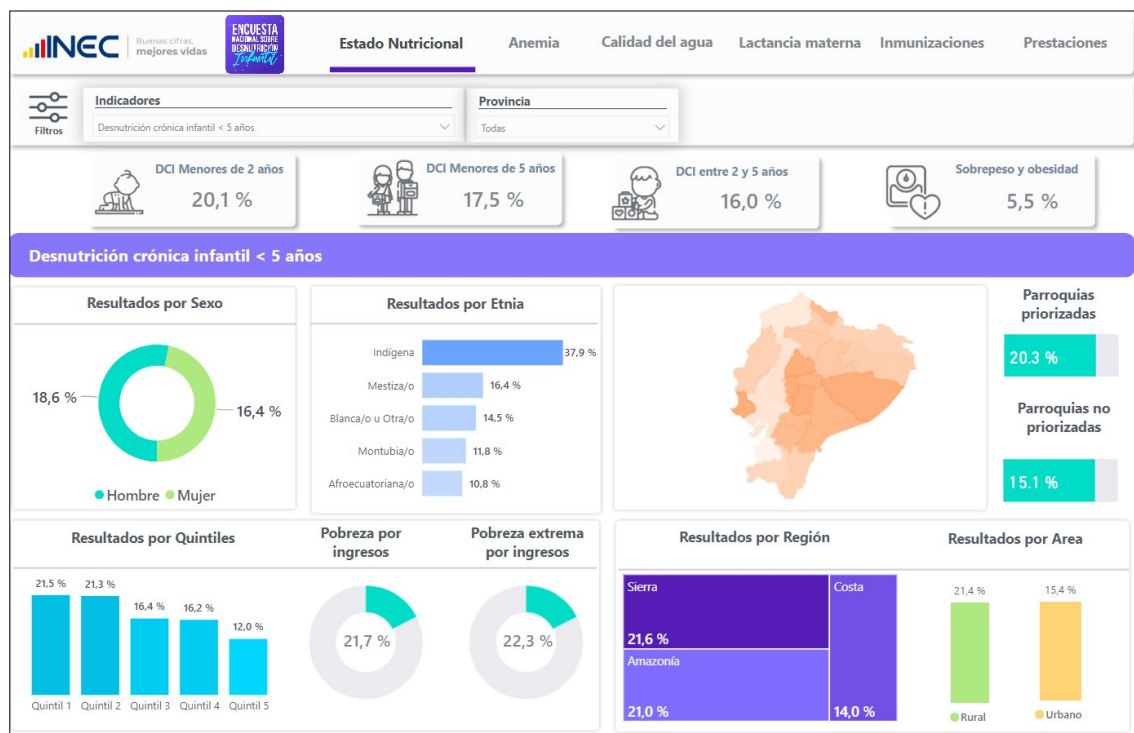 INEC
Buenas cifras,
mejores vidas
ENCUESTA
NACIONAL SOBRE
DESNUTRICIÓN
Infantil
Estado Nutricional
Anemia
Calidad del agua
Lactancia materna
Inmunizaciones
Prestaciones
Filtros
Indicadores
Desnutrición crónica infantil < 5 años
Provincia
Todas
DCI Menores de 2 años
20,1 %
DCI Menores de 5 años
17,5 %
DCI entre 2 y 5 años
16,0 %
Sobrepeso y obesidad
5,5 %
Desnutrición crónica infantil < 5 años
Resultados por Sexo
18,6 %
16,4 %
Hombre
Mujer
Resultados por Etnia
Indígena
37,9 %
Mestiza/o
16,4 %
Blanca/o u Otra/o
14,5 %
Montubia/o
11,8 %
Afroecuatoriana/o
10,8 %
Parroquias
priorizadas
20.3 %
Parroquias no
priorizadas
15.1 %
Resultados por Quintiles
21,5 %
21,3 %
16,4 %
16,2 %
12,0 %
Quintil 1
Quintil 2
Quintil 3
Quintil 4
Quintil 5
Pobreza por
ingresos
21,7 %
Pobreza extrema
por ingresos
22,3 %
Resultados por Región
Sierra
21,6 %
Amazonía
21,0 %
Costa
14,0 %
Resultados por Area
21,4 %
15,4 %
Rural
Urbano